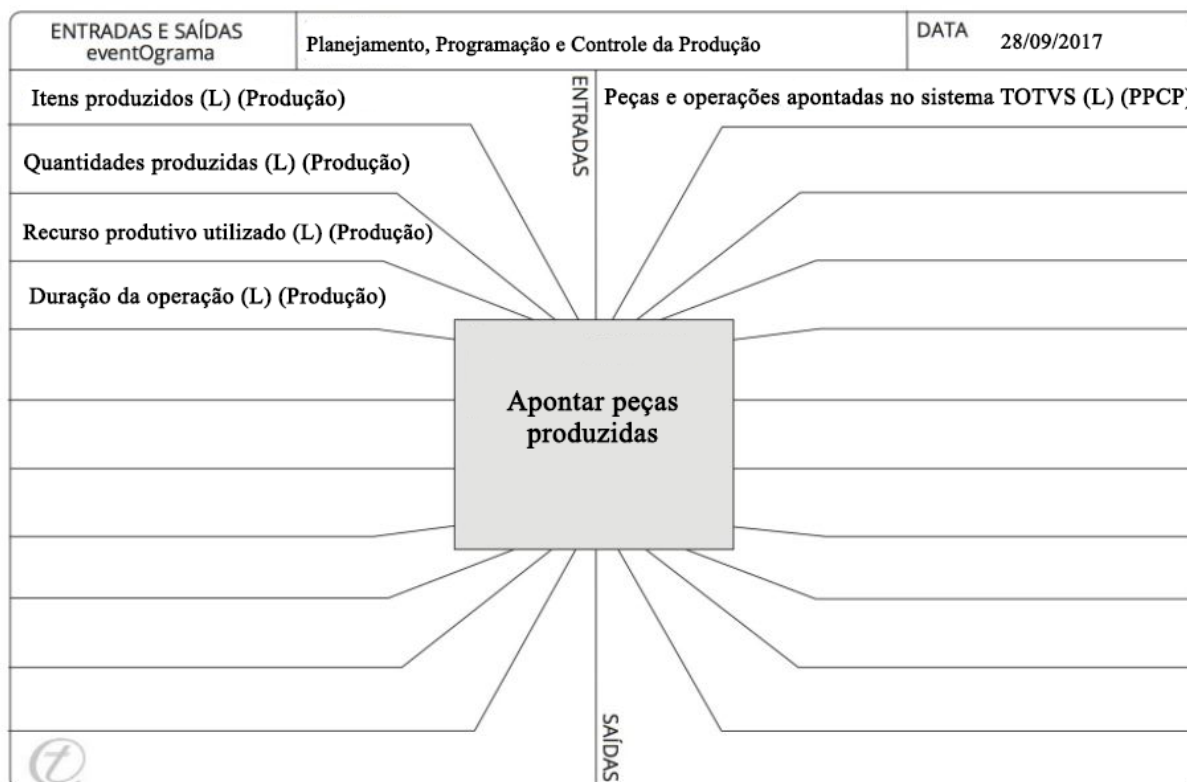 ENTRADAS E SAÍDAS
eventOgrama
Planejamento, Programação e Controle da Produção
DATA
28/09/2017
Itens produzidos (L) (Produção)
Quantidades produzidas (L) (Produção)
Recurso produtivo utilizado (L) (Produção)
Duração da operação (L) (Produção)
ENTRADAS
Peças e operações apontadas no sistema TOTVS (L) (PPCP)
Apontar peças
produzidas
SAÍDAS
t